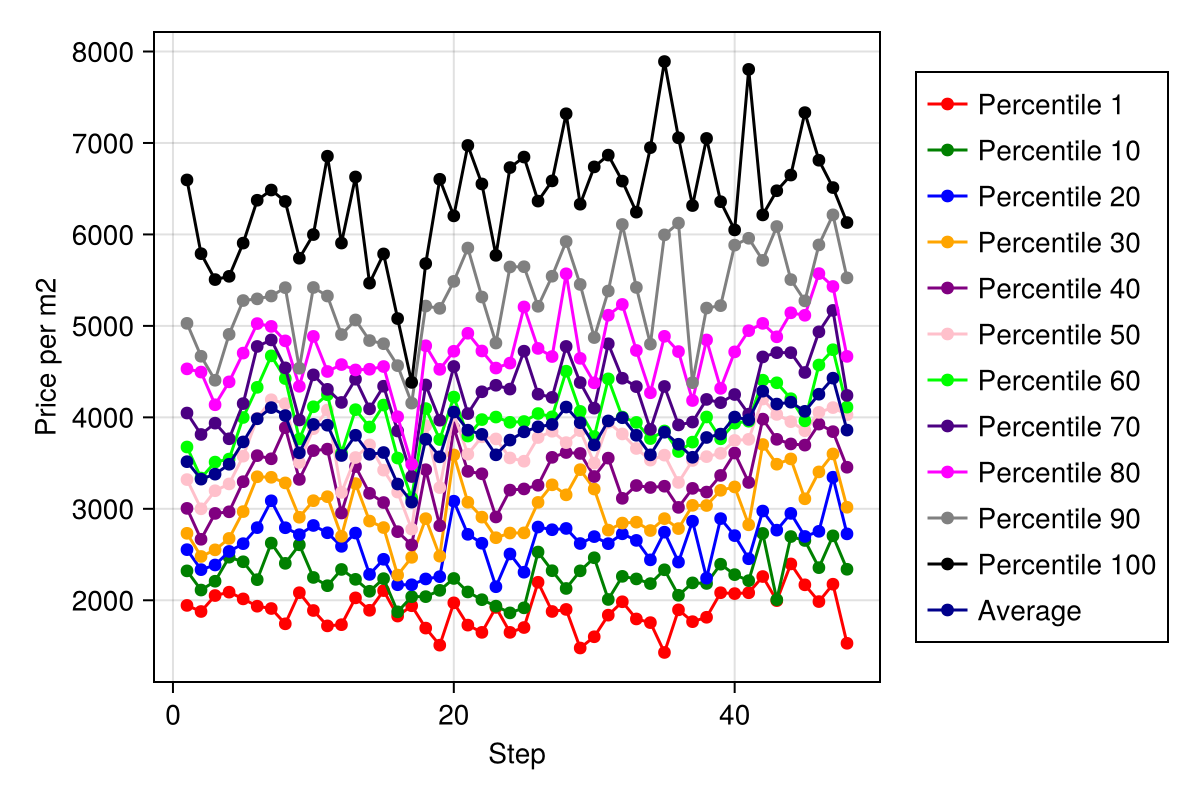 8000
7000
6000
5000
4000
3000
2000
Price per m2
0
20
40
Step
Percentile 1
Percentile 10
Percentile 20
Percentile 30
Percentile 40
Percentile 50
Percentile 60
Percentile 70
Percentile 80
Percentile 90
Percentile 100
Average